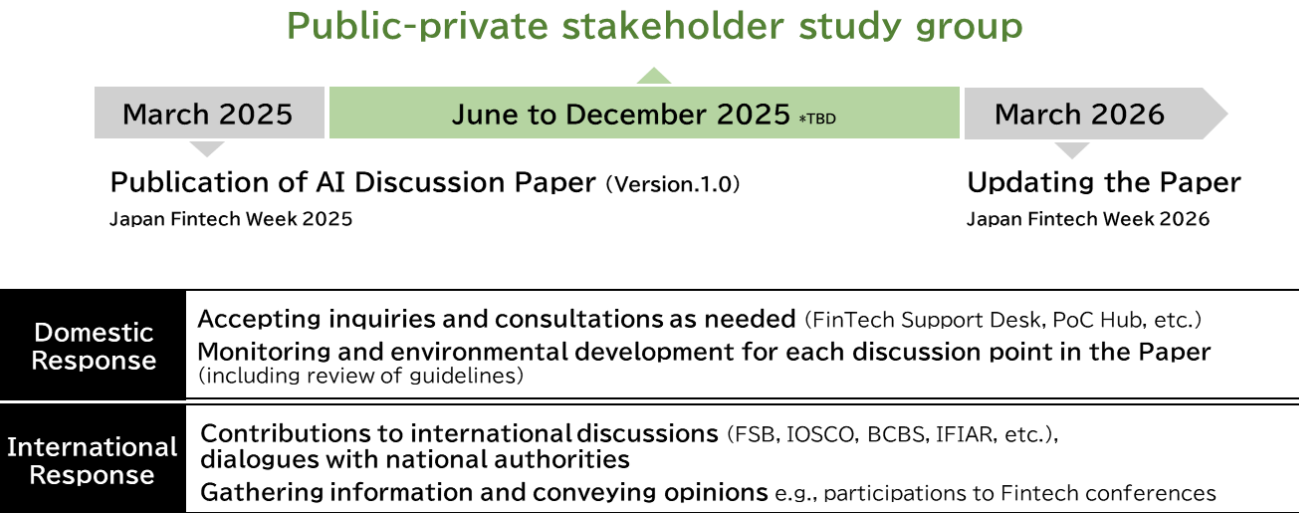 Public-private stakeholder study group
March 2025
June to December 2025 *TBD
March 2026
Publication of AI Discussion Paper (Version.1.0)
Japan Fintech Week 2025
Updating the Paper
Japan Fintech Week 2026
Domestic
Response
Accepting inquiries and consultations as needed (FinTech Support Desk, PoC Hub, etc.)
Monitoring and environmental development for each discussion point in the Paper
(including review of guidelines)
International
Response
Contributions to international discussions (FSB, IOSCO, BCBS, IFIAR, etc.),
dialogues with national authorities
Gathering information and conveying opinions e.g., participations to Fintech conferences